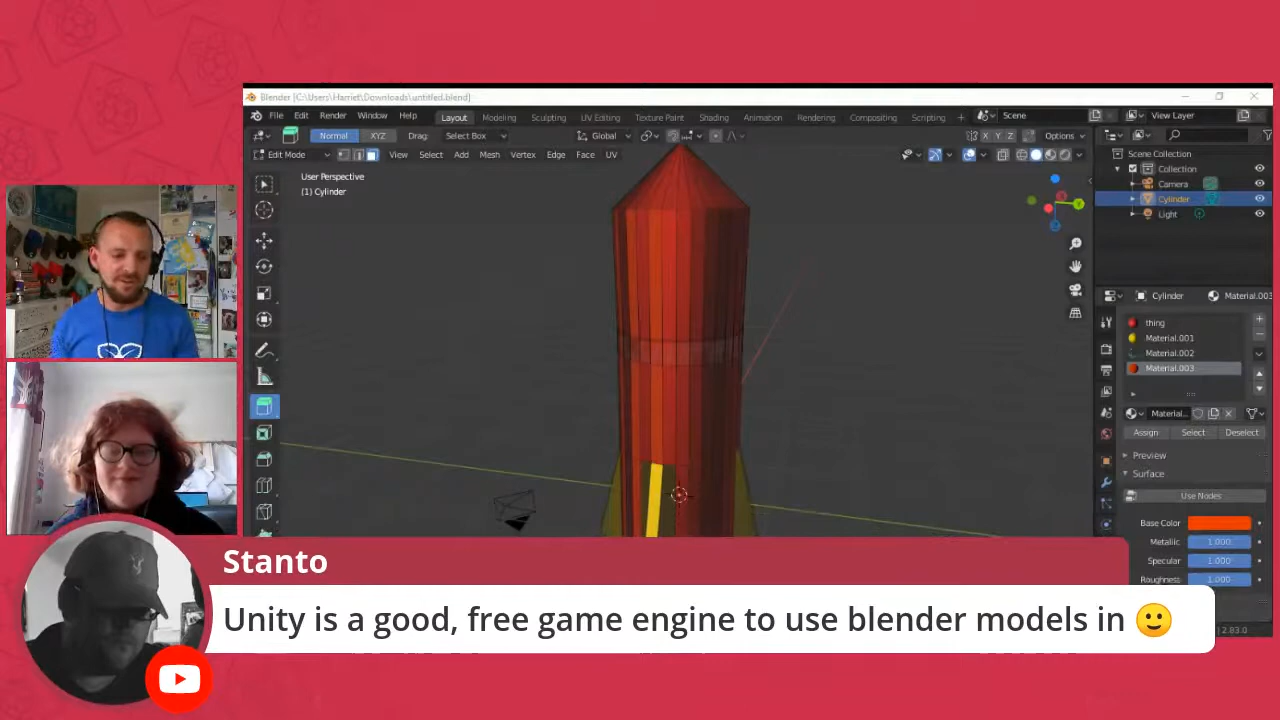 Blender [C:\Users\Harriet\Downloads\untitled.blend]
File Edit Render Window Help Layout Modeling Sculpting UV Editing Texture Paint Shading Animation Rendering Compositing Scripting + Scene View Layer
Normal XYZ Drag: Select Box Global X Y Z Options
Edit Mode View Select Add Mesh Vertex Edge Face UV
User Perspective
(1) Cylinder
Scene Collection
Collection
Camera
Cylinder
Light
Cylinder Material.003
thing
Material.001
Material.002
Material.003
Material...
Assign Select Deselect
Preview
Surface
Use Nodes
Base Color
Metallic 1.000
Specular 1.000
Roughness 1.000
2.83.0
Stanto
Unity is a good, free game engine to use blender models in 🙂